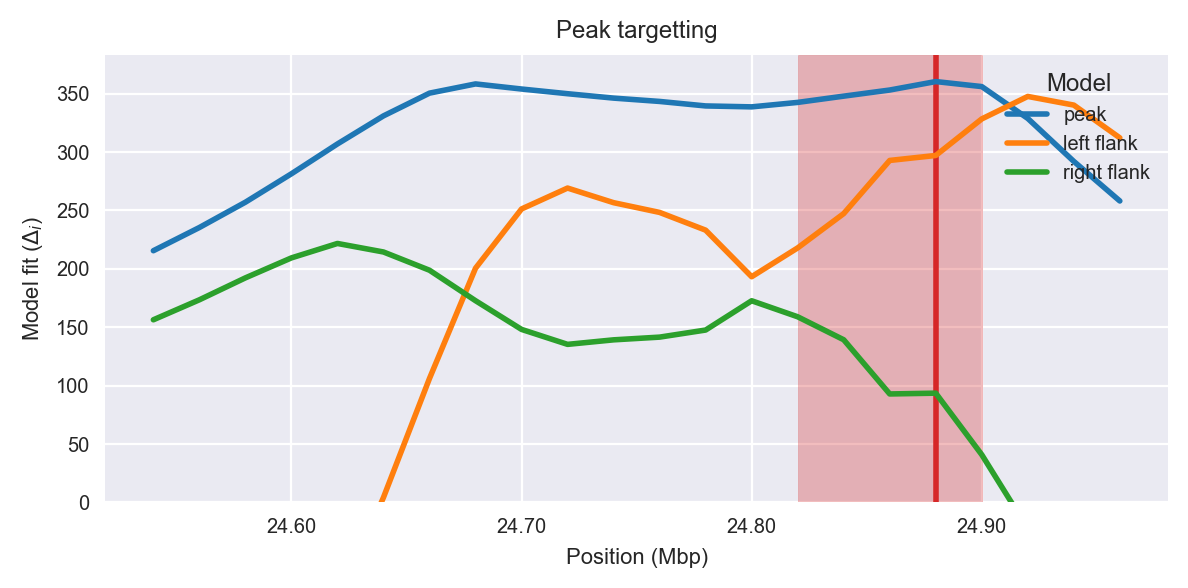 Peak targetting
Model
peak
left flank
right flank
Model fit (Δi)
350
300
250
200
150
100
50
0
24.60 24.70 24.80 24.90
Position (Mbp)